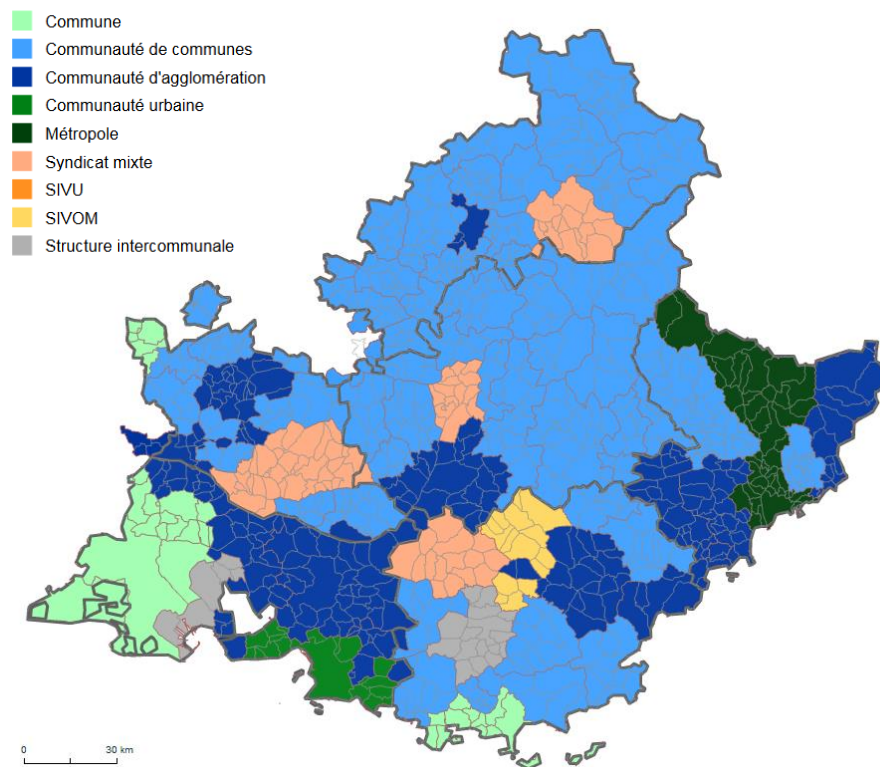 Commune
Communauté de communes
Communauté d'agglomération
Communauté urbaine
Métropole
Syndicat mixte
SIVU
SIVOM
Structure intercommunale
0 30 km